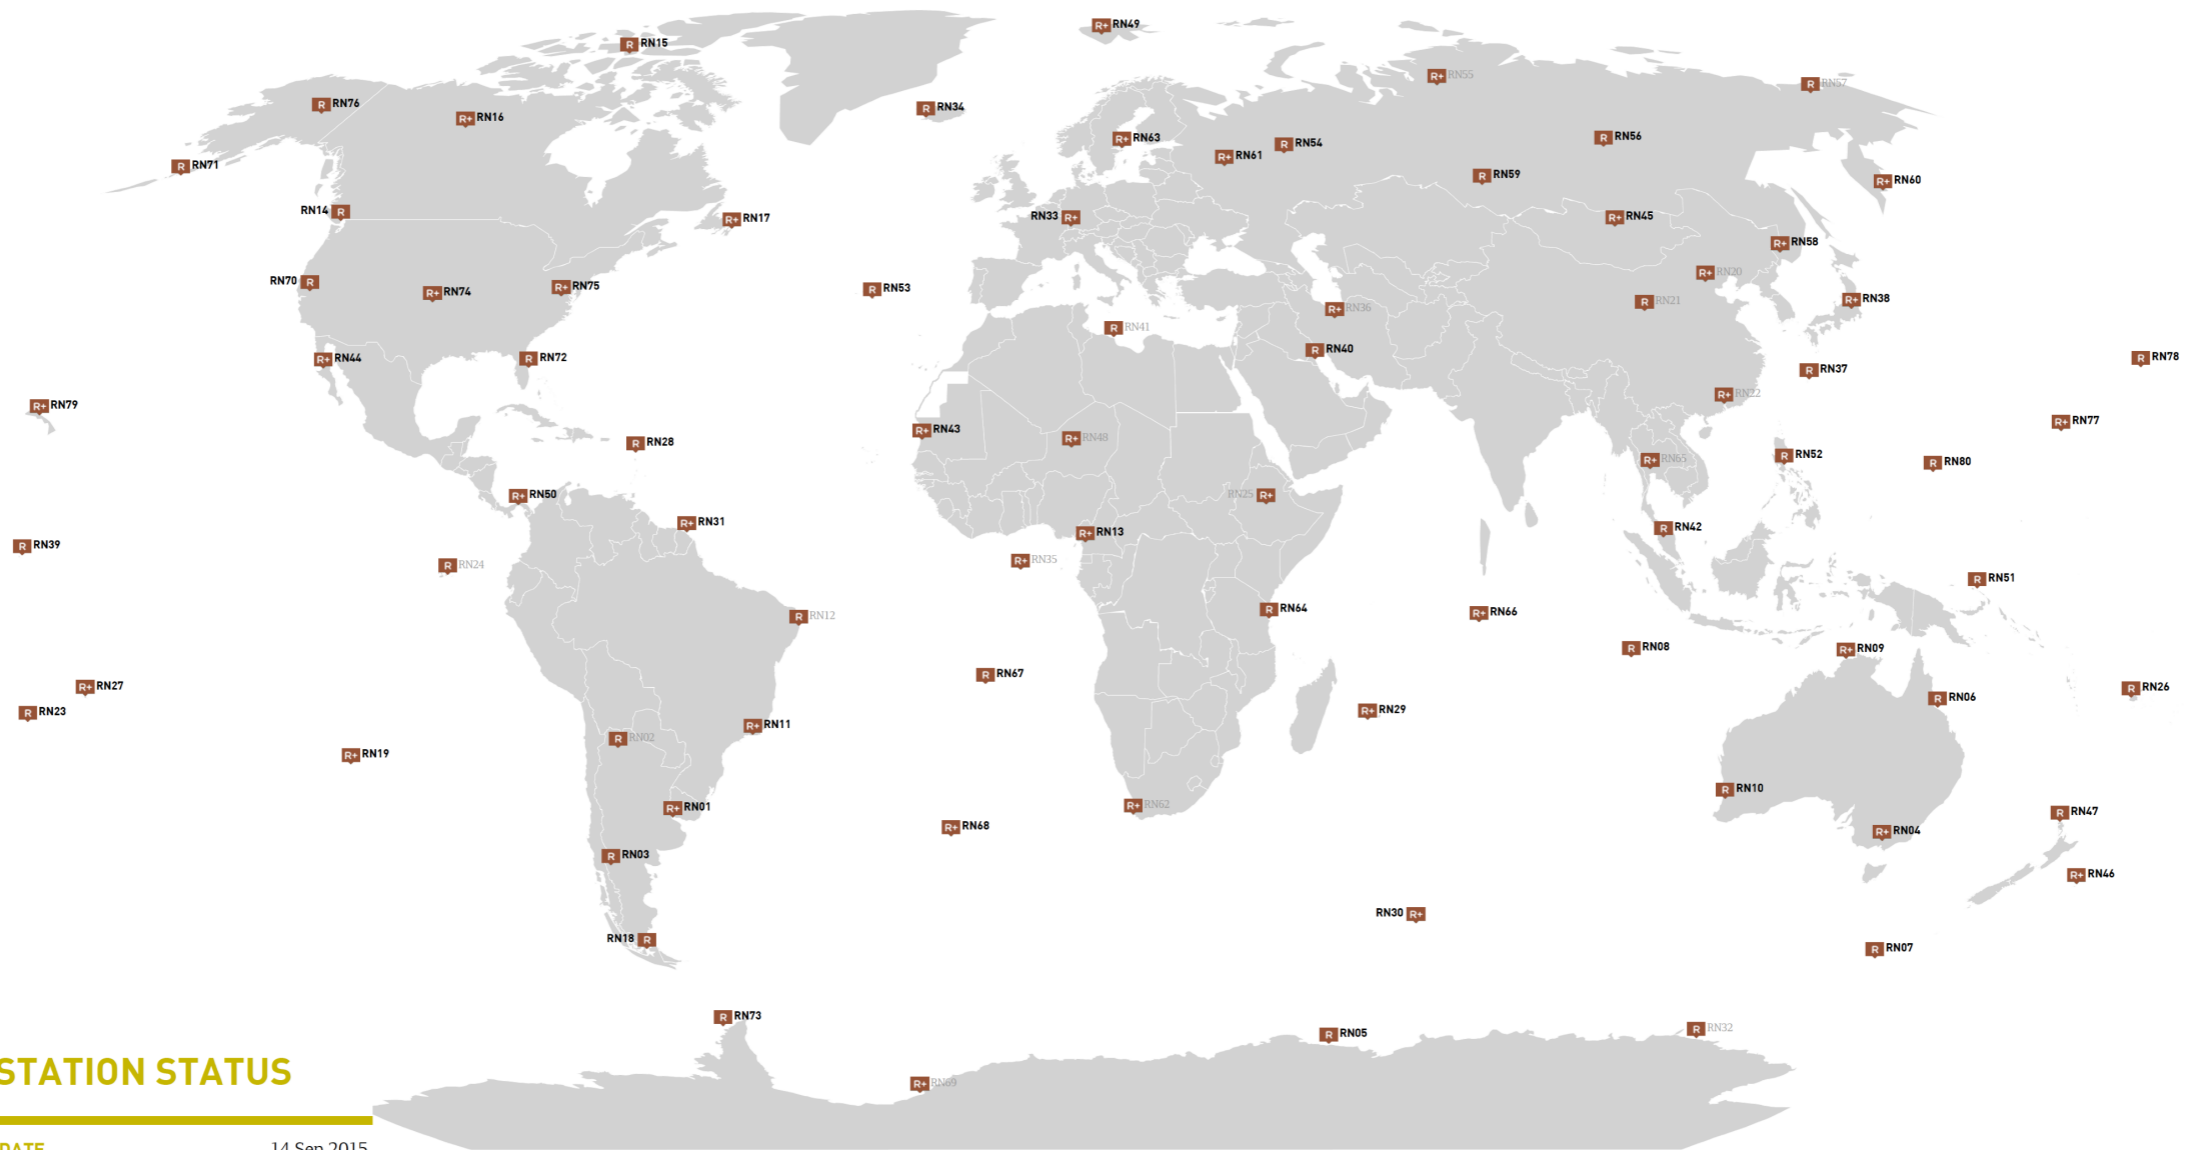 R+ RN49
R RN15
R+ RN55
R RN57
R RN76
R RN34
R+ RN16
R RN56
R+ RN63
R RN54
R+ RN61
R RN71
R RN59
R+ RN60
RN14 R
RN33 R+
R+ RN45
R+ RN17
R+ RN58
R+ RN20
RN70 R
R+ RN75
R RN53
R+ RN74
R+ RN38
R RN21
R+ RN36
R RN41
R RN40
R RN78
R+ RN44
R RN72
R RN37
R+ RN22
R+ RN79
R+ RN77
R+ RN43
R+ RN48
R RN28
R RN52
R+ RN65
R RN80
RN25 R+
R+ RN50
R+ RN31
R RN42
R+ RN13
R RN39
R+ RN35
R RN24
R RN51
R RN64
R+ RN66
R RN12
R RN08
R+ RN09
R RN67
R+ RN27
R RN26
R RN06
R+ RN29
R RN23
R+ RN11
R RN02
R+ RN19
R RN10
R+ RN62
R+ RN01
R RN47
R+ RN68
R+ RN04
R RN03
R+ RN46
RN30 R+
RN18 R
R RN07
R RN73
R RN32
R RN05
STATION STATUS
R+ RN69
DATE 14 Sep 2015